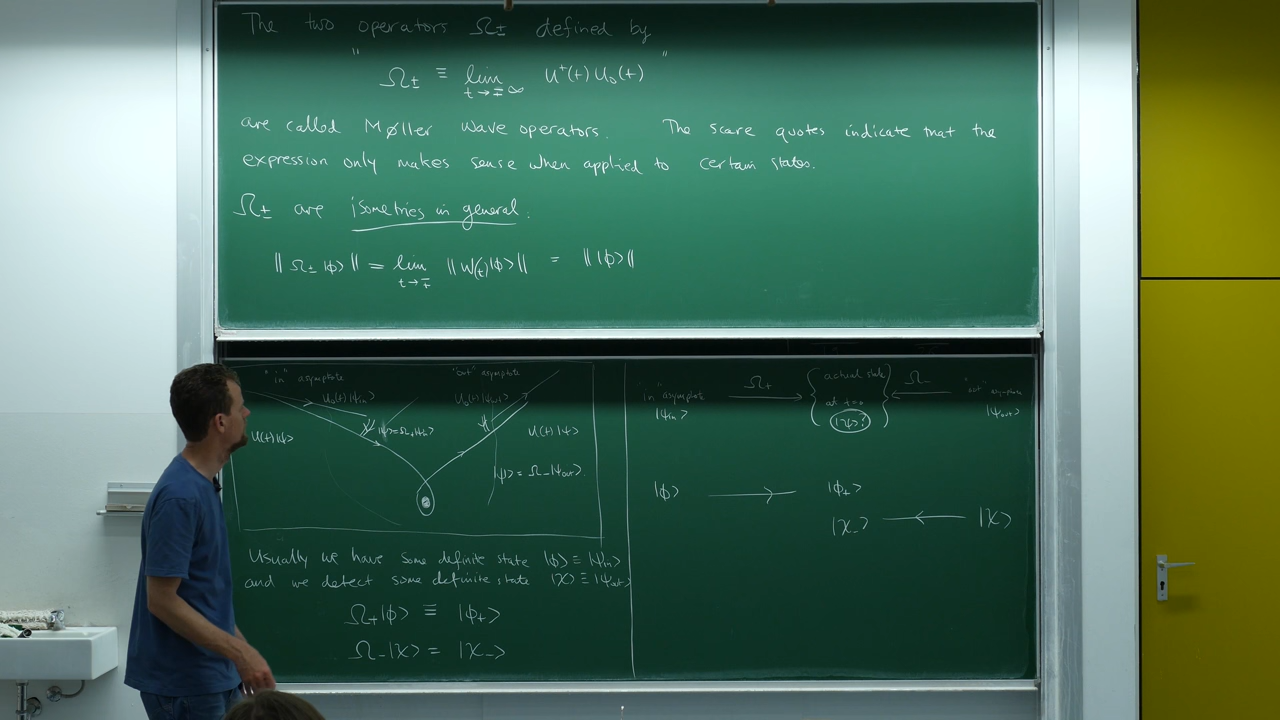 The two operators Ω± defined by
" Ω± ≡ lim t→∓∞ U†(t) U₀(t) "
are called Møller wave operators. The scare quotes indicate that the
expression only makes sense when applied to certain states.
Ω± are isometries in general.
‖ Ω± |ϕ⟩ ‖ = lim t→∓ ‖ W(t) |ϕ⟩ ‖ = ‖ |ϕ⟩ ‖
"in" asymptote
"out" asymptote
U₀(t)|ψin⟩
U₀(t)|ψout⟩
U(t)|ψ⟩
|ψ⟩ = Ω₊|ψin⟩
U(t)|ψ⟩
|ψ⟩ = Ω₋|ψout⟩
Usually we have some definite state |ϕ⟩ ≡ |ψin⟩
and we detect some definite state |χ⟩ ≡ |ψout⟩
Ω₊|ϕ⟩ ≡ |ϕ₊⟩
Ω₋|χ⟩ = |χ₋⟩
"in" asymptote
|ψin⟩
Ω₊
actual state
at t=0
|ψ⟩?
Ω₋
"out" asymptote
|ψout⟩
|ϕ⟩ → |ϕ₊⟩
|χ₋⟩ ← |χ⟩